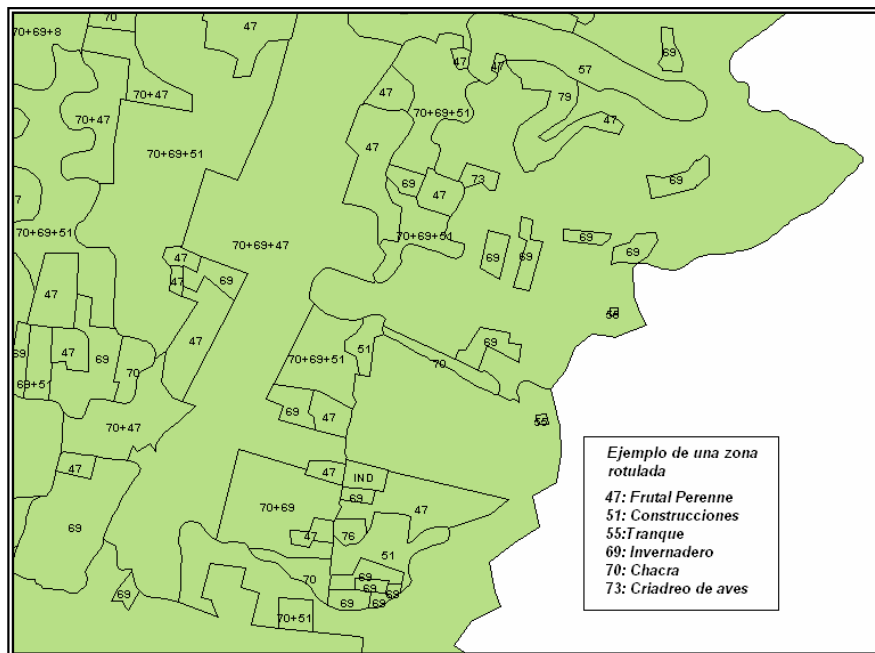 70 47 69
70+69+8 47 47 57
47 79
70+47 70+69+51
70+47 47
70+69+51 47
69 73 69
7 47
70+69+51 70+69+47 70+69+51 69
47 69 69 69
47 69
47
55
69 47 69 51 69
47 70+69+51
69+51 70 70
69 47
70+47 55
47 47 IND
69
70+69 47
69 47 76
51
70 69
69 69
69 69 69
70+51
Ejemplo de una zona
rotulada
47: Frutal Perenne
51: Construcciones
55:Tranque
69: Invernadero
70: Chacra
73: Criadreo de aves